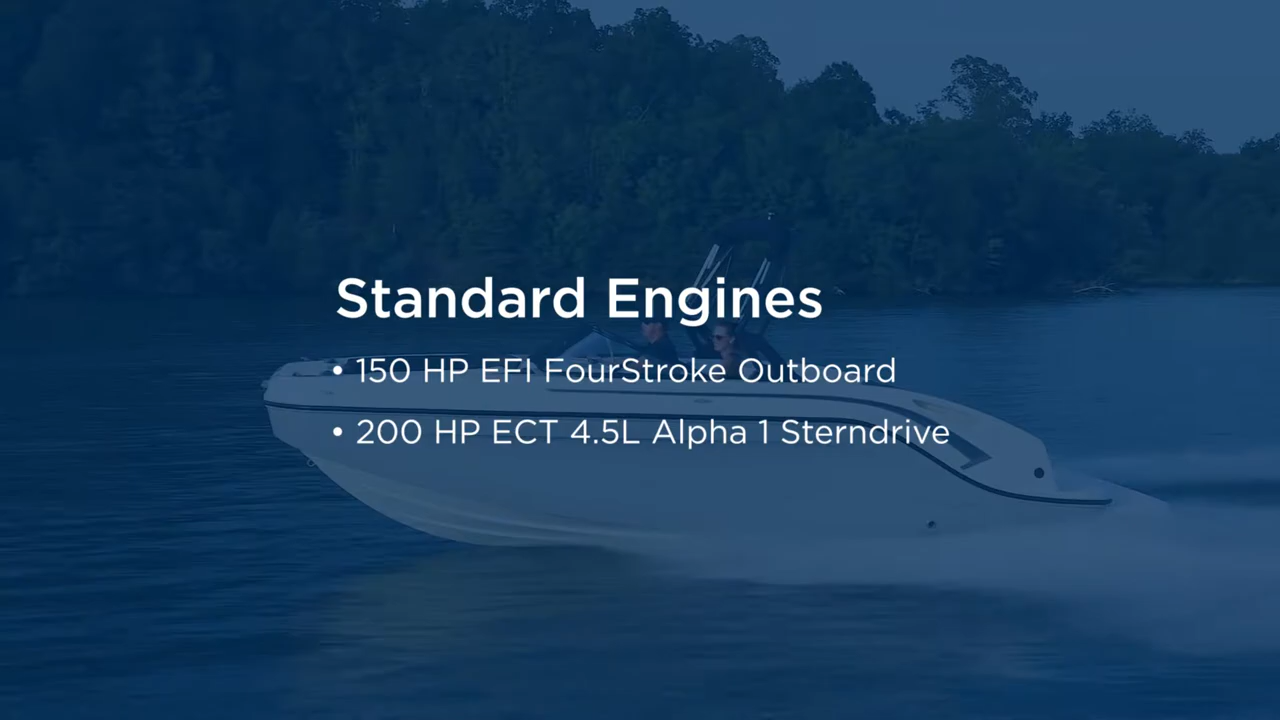 Standard Engines
• 150 HP EFI FourStroke Outboard
• 200 HP ECT 4.5L Alpha 1 Sterndrive